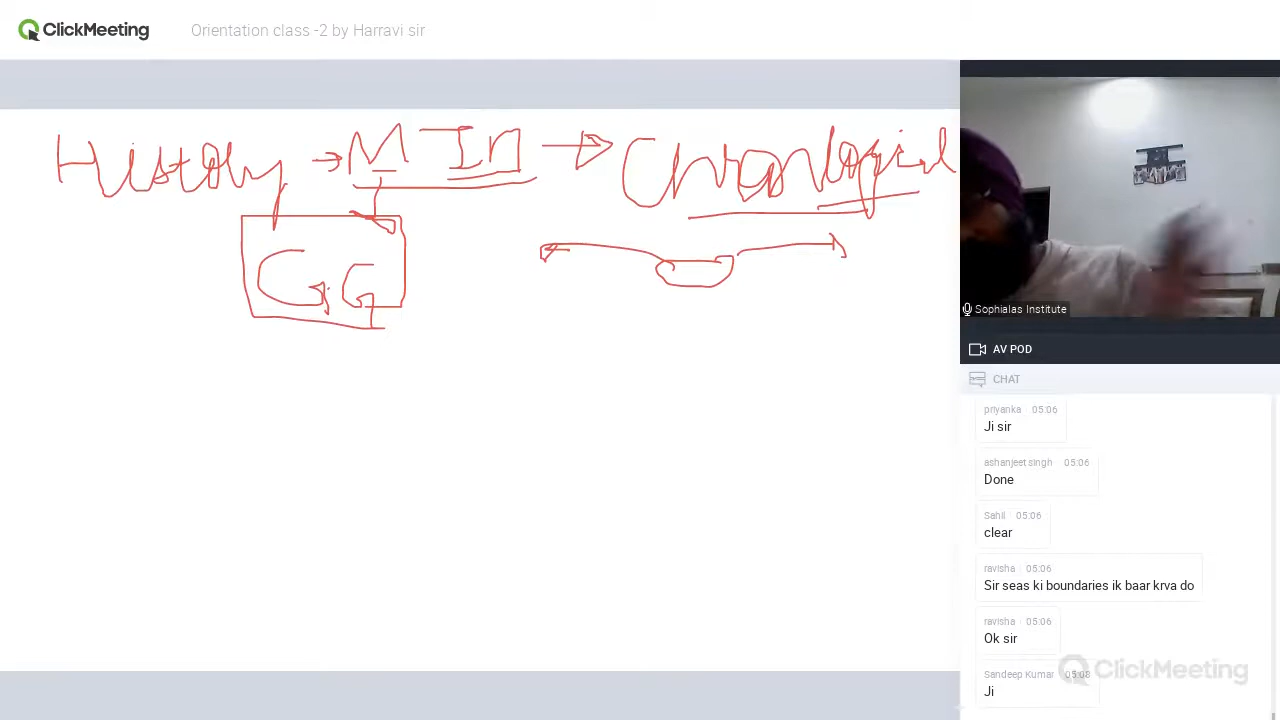 ClickMeeting
Orientation class -2 by Harravi sir
History → M In → Chronological
G.G
Sophialas Institute
AV POD
CHAT
priyanka · 05:06
Ji sir
ashanjeet singh · 05:06
Done
Sahil · 05:06
clear
ravisha · 05:06
Sir seas ki boundaries ik baar krva do
ravisha · 05:06
Ok sir
Sandeep Kumar · 05:08
Ji
ClickMeeting